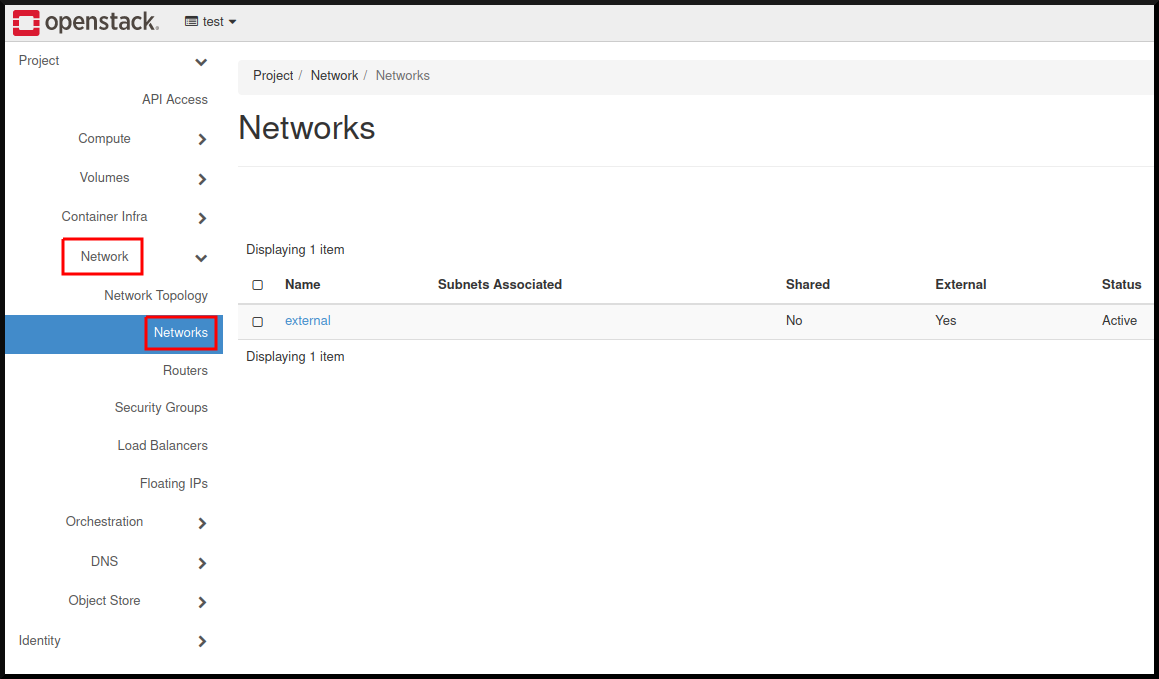 openstack. test
Project
API Access
Compute
Volumes
Container Infra
Network
Network Topology
Networks
Routers
Security Groups
Load Balancers
Floating IPs
Orchestration
DNS
Object Store
Identity
Project / Network / Networks
Networks
Displaying 1 item
Name Subnets Associated Shared External Status
external No Yes Active
Displaying 1 item